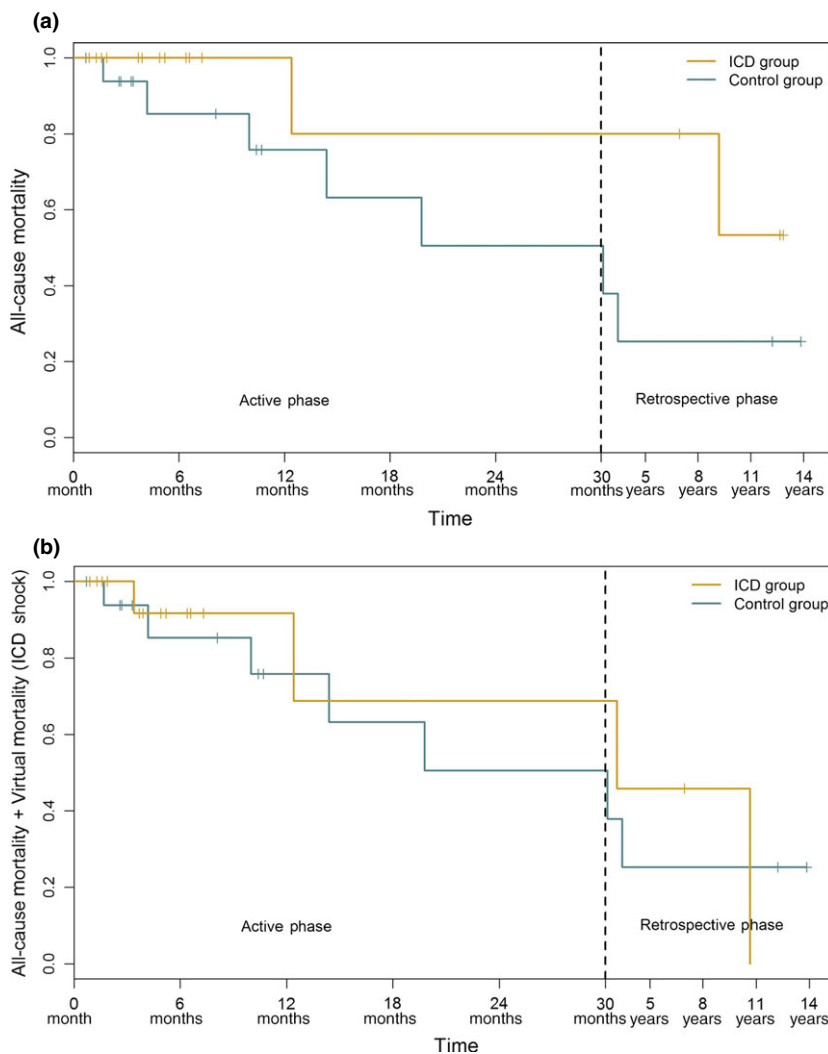 (a)
All-cause mortality
1.0
0.8
0.6
0.4
0.2
0.0
ICD group
Control group
Active phase
Retrospective phase
0 6 12 18 24 30 5 8 11 14
month months months months months months years years years years
Time
(b)
All-cause mortality + Virtual mortality (ICD shock)
1.0
0.8
0.6
0.4
0.2
0.0
ICD group
Control group
Active phase
Retrospective phase
0 6 12 18 24 30 5 8 11 14
month months months months months months years years years years
Time